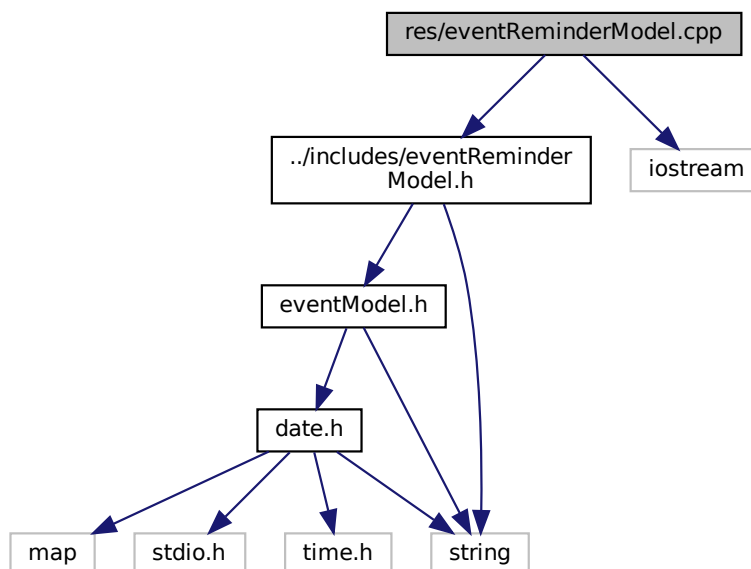 res/eventReminderModel.cpp
../includes/eventReminder
Model.h
iostream
eventModel.h
date.h
map
stdio.h
time.h
string